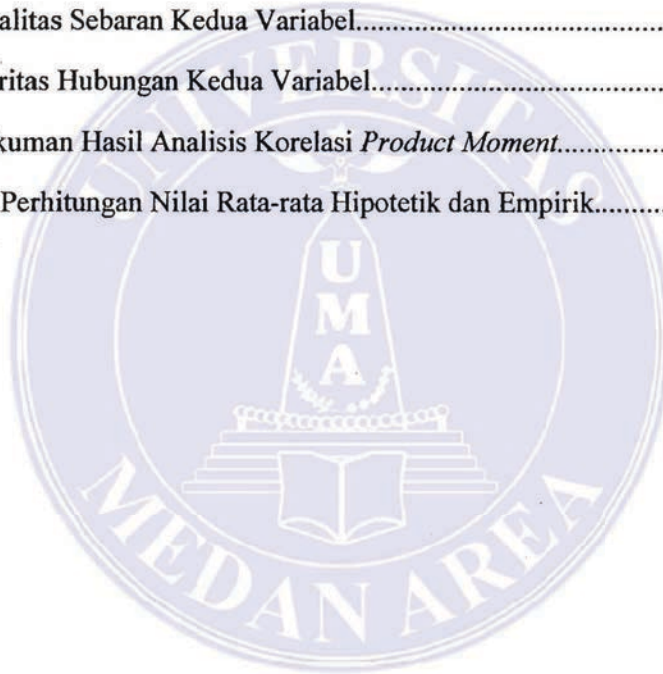 alitas Sebaran Kedua Variabel..........................................
ritas Hubungan Kedua Variabel........................................
kuman Hasil Analisis Korelasi Product Moment................
Perhitungan Nilai Rata-rata Hipotetik dan Empirik..........
UNIVERSITAS
U
M
A
MEDAN AREA